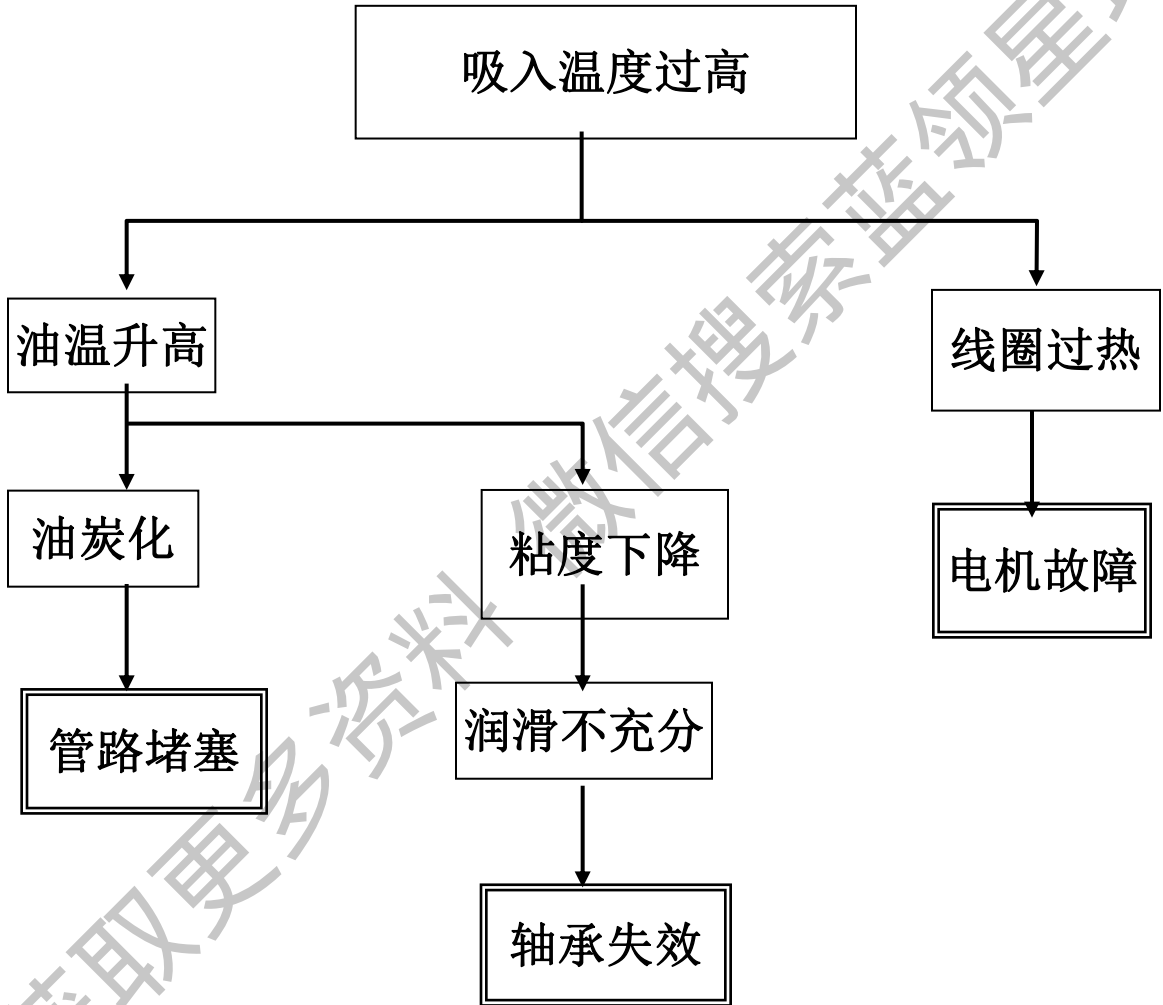 吸入温度过高
油温升高
线圈过热
油炭化
粘度下降
电机故障
管路堵塞
润滑不充分
轴承失效
取更多资料 微信搜索蓝领星